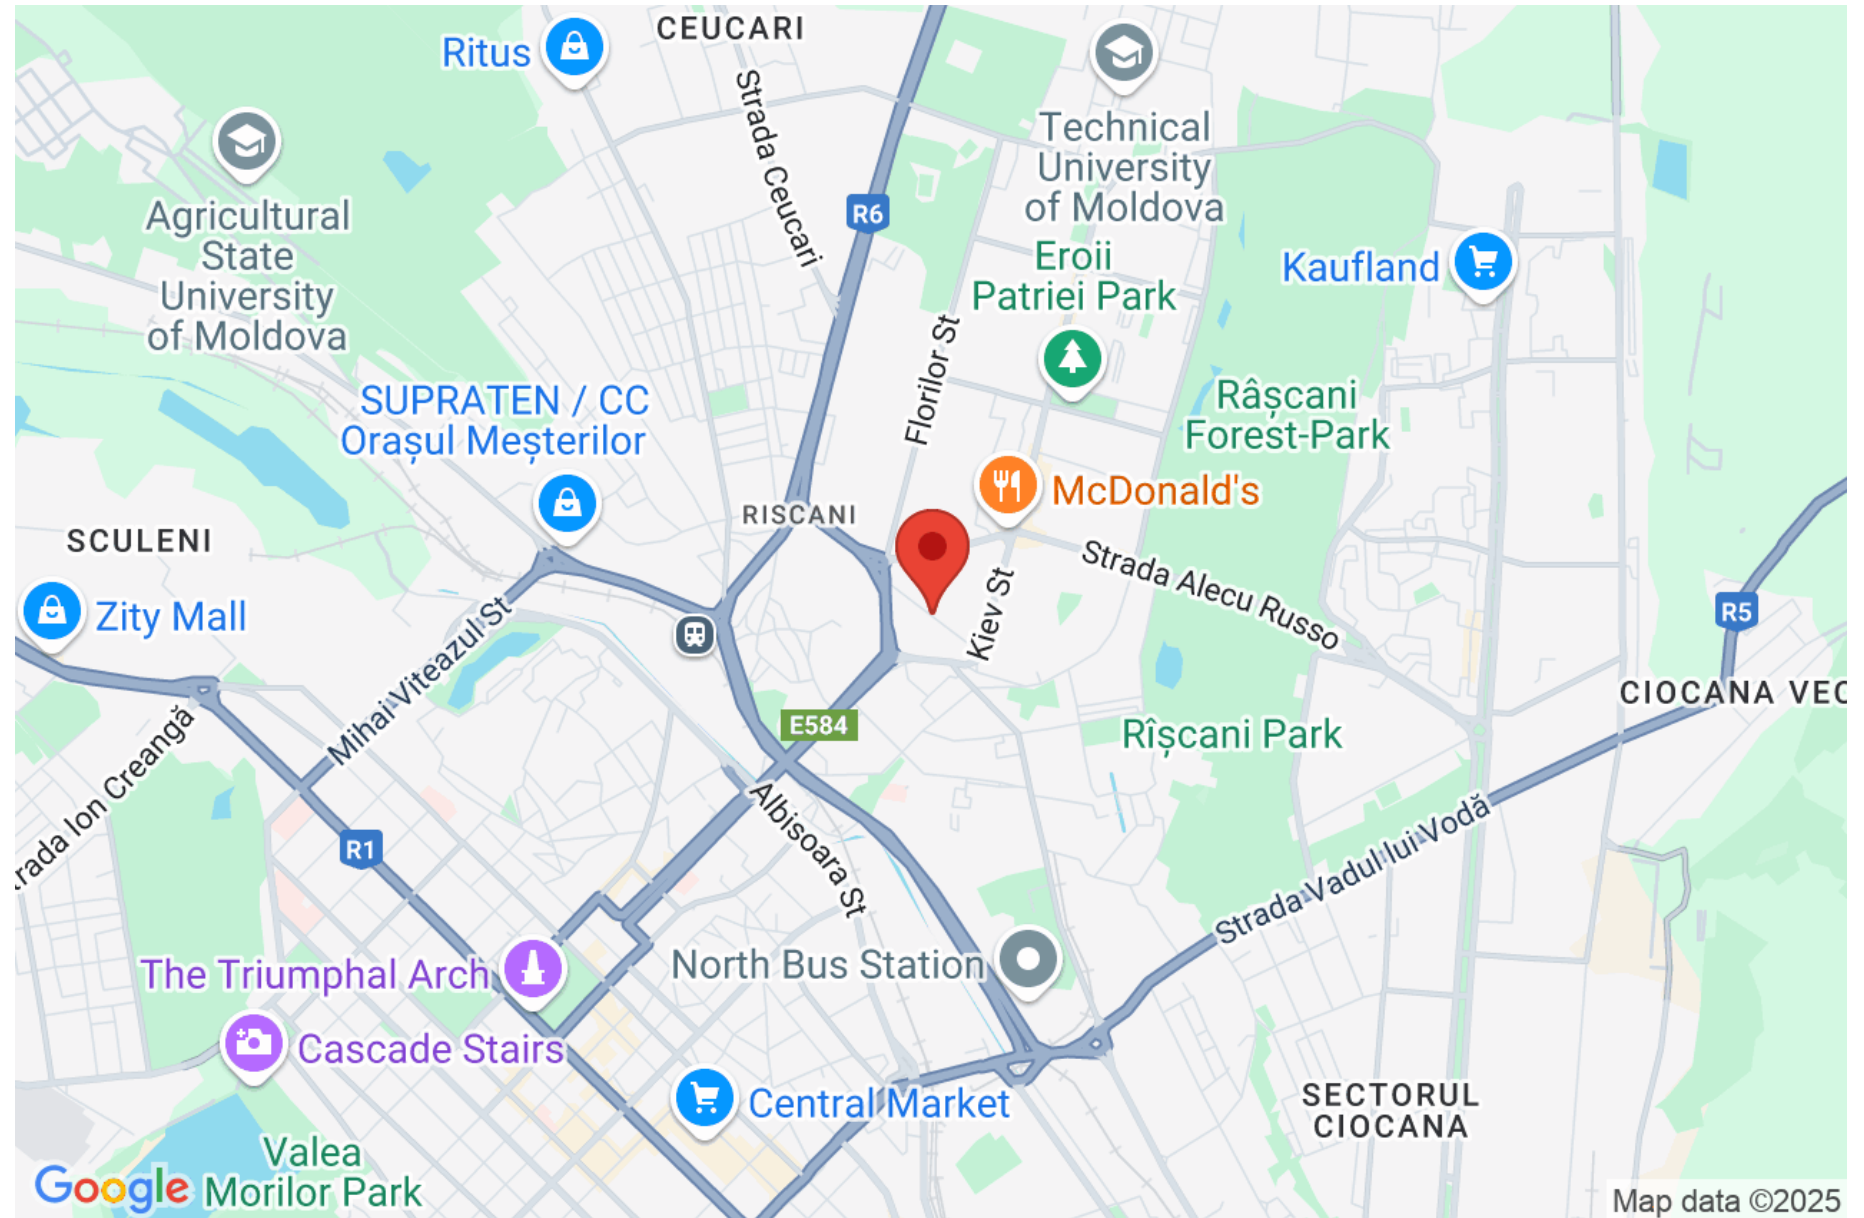 CEUCARI
Ritus
Strada Ceucari
Technical
University
of Moldova
Agricultural
State
University
of Moldova
R6
Eroii
Patriei Park
Kaufland
Florilor St
SUPRATEN / CC
Orașul Meșterilor
Râșcani
Forest-Park
McDonald's
RISCANI
SCULENI
Strada Alecu Russo
Zity Mall
Kiev St
R5
Mihai Viteazul St
CIOCANA VEC
E584
Rîșcani Park
trada Ion Creangă
R1
Albisoara St
Strada Vadul lui Vodă
The Triumphal Arch
North Bus Station
Cascade Stairs
Central Market
SECTORUL
CIOCANA
Valea
Morilor Park
Google
Map data ©2025